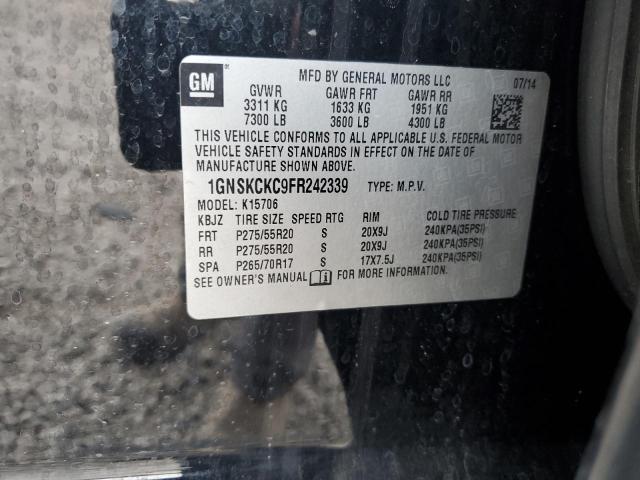 GM
MFD BY GENERAL MOTORS LLC 07/14
GVWR GAWR FRT GAWR RR
3311 KG 1633 KG 1951 KG
7300 LB 3600 LB 4300 LB
THIS VEHICLE CONFORMS TO ALL APPLICABLE U.S. FEDERAL MOTOR
VEHICLE SAFETY STANDARDS IN EFFECT ON THE DATE OF
MANUFACTURE SHOWN ABOVE.
1GNSKCKC9FR242339 TYPE: M.P.V.
MODEL: K15706
KBJZ TIRE SIZE SPEED RTG RIM COLD TIRE PRESSURE
FRT P275/55R20 S 20X9J 240KPA(35PSI)
RR P275/55R20 S 20X9J 240KPA(35PSI)
SPA P265/70R17 S 17X7.5J 240KPA(35PSI)
SEE OWNER'S MANUAL FOR MORE INFORMATION.